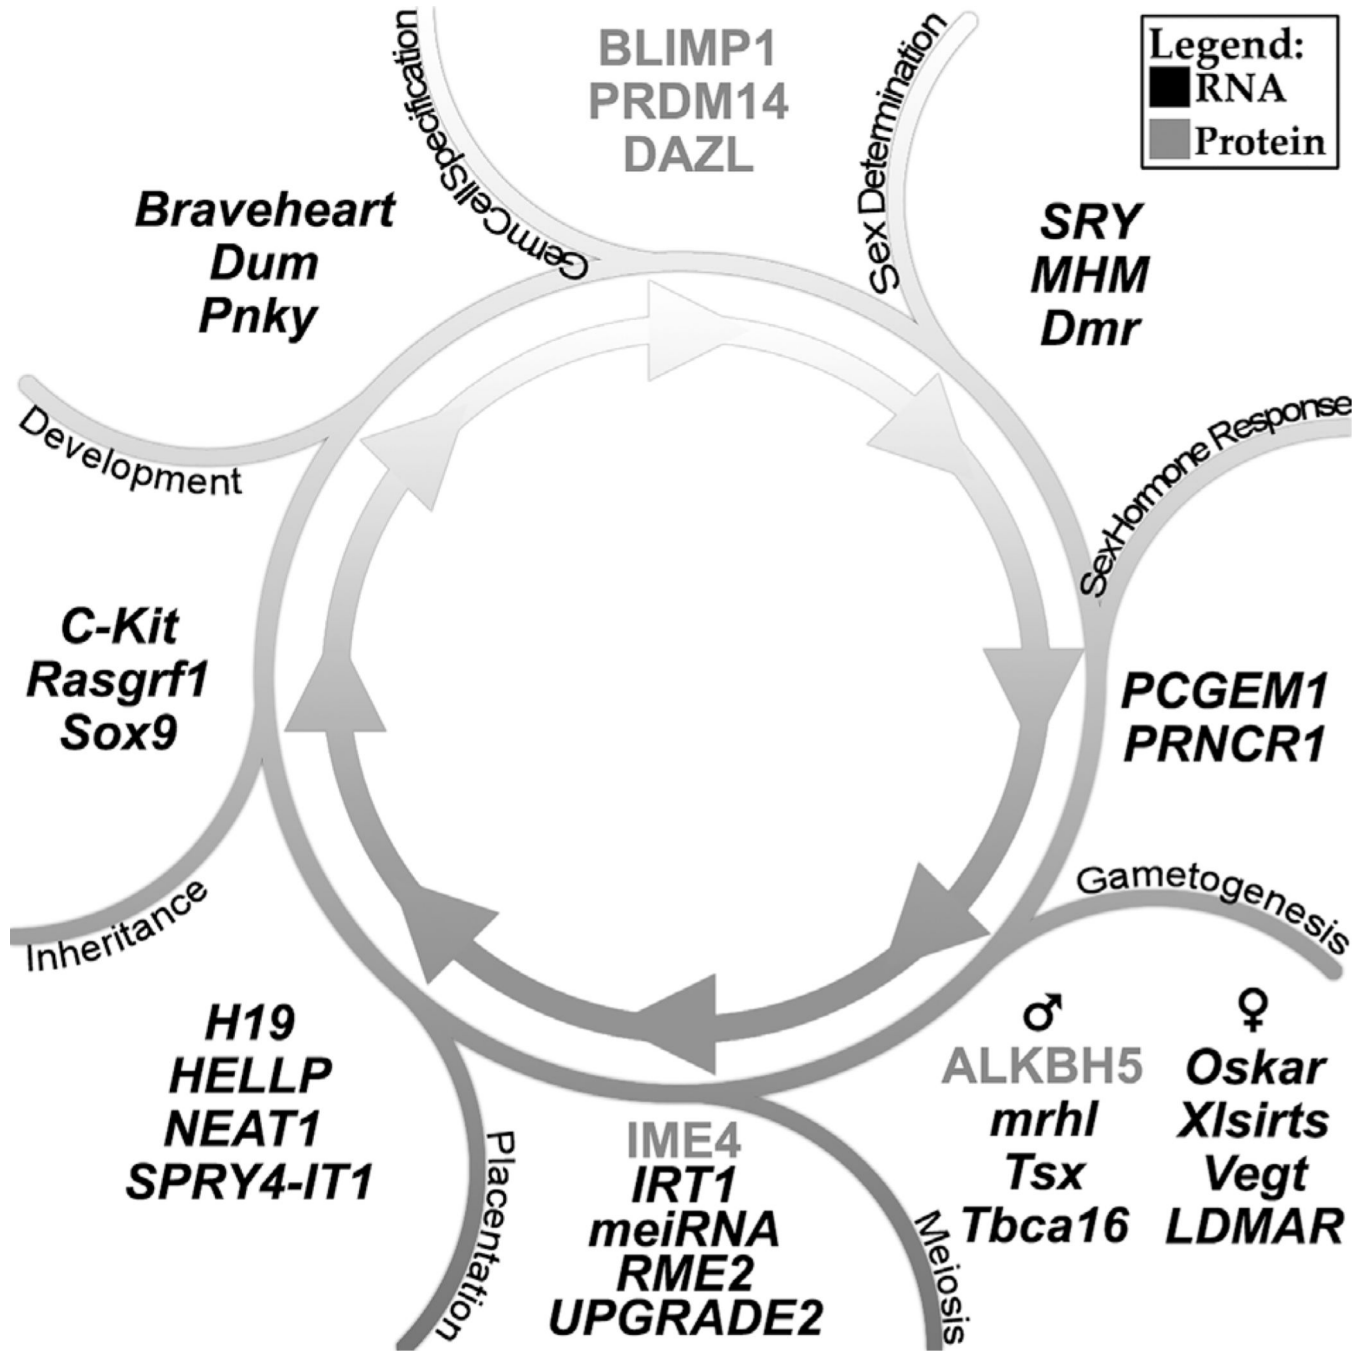 Legend:
RNA
Protein
Germ Cell Specification
BLIMP1
PRDM14
DAZL
Sex Determination
SRY
MHM
Dmr
Sex Hormone Response
PCGEM1
PRNCR1
Gametogenesis
♂
ALKBH5
mrhl
Tsx
Tbca16
♀
Oskar
Xlsirts
Vegt
LDMAR
Meiosis
IME4
IRT1
meiRNA
RME2
UPGRADE2
Placentation
H19
HELLP
NEAT1
SPRY4-IT1
Inheritance
C-Kit
Rasgrf1
Sox9
Development
Braveheart
Dum
Pnky